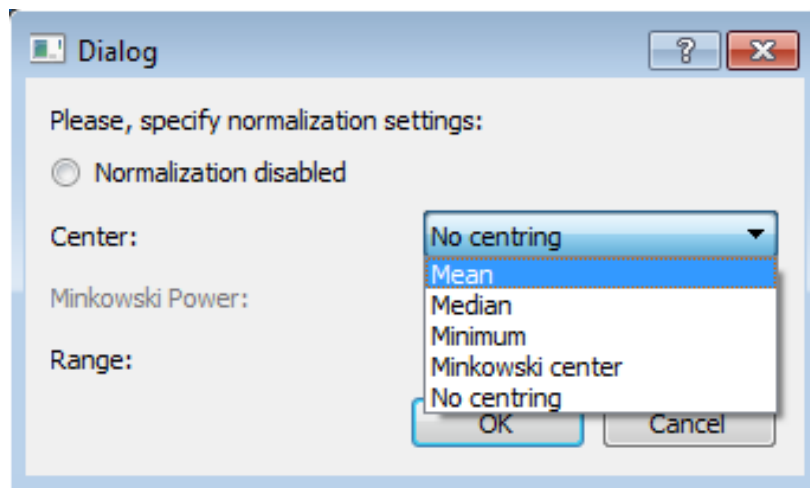 Dialog
Please, specify normalization settings:
Normalization disabled
Center:
No centring
Mean
Median
Minimum
Minkowski center
No centring
Minkowski Power:
Range:
OK
Cancel